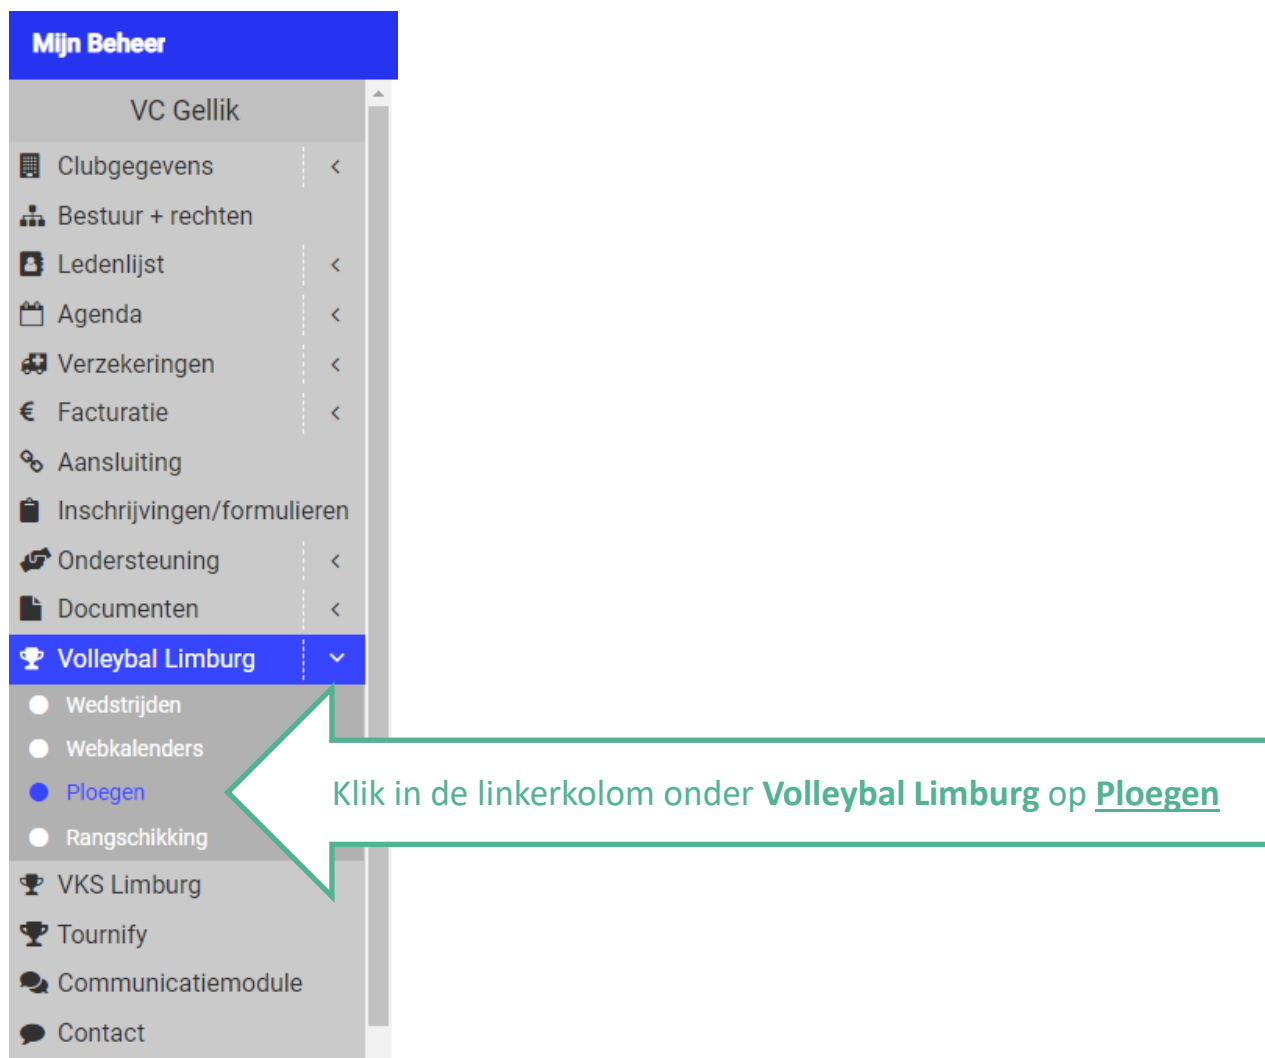 Mijn Beheer
VC Gellik
Clubgegevens
Bestuur + rechten
Ledenlijst
Agenda
Verzekeringen
€ Facturatie
Aansluiting
Inschrijvingen/formulieren
Ondersteuning
Documenten
Volleybal Limburg
Wedstrijden
Webkalenders
Ploegen
Rangschikking
VKS Limburg
Tournify
Communicatiemodule
Contact
Klik in de linkerkolom onder Volleybal Limburg op Ploegen